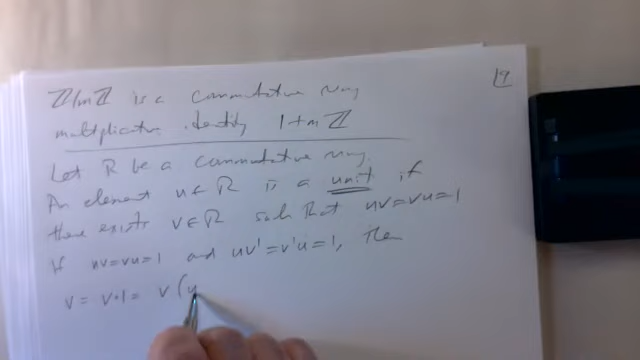 17
ℤ/mℤ is a commutative ring
multiplicative identity 1+mℤ
Let R be a commutative ring.
An element u∈R is a unit if
there exists v∈R such that uv=vu=1
If uv=vu=1 and uv'=v'u=1, then
v = v·1 = v(u